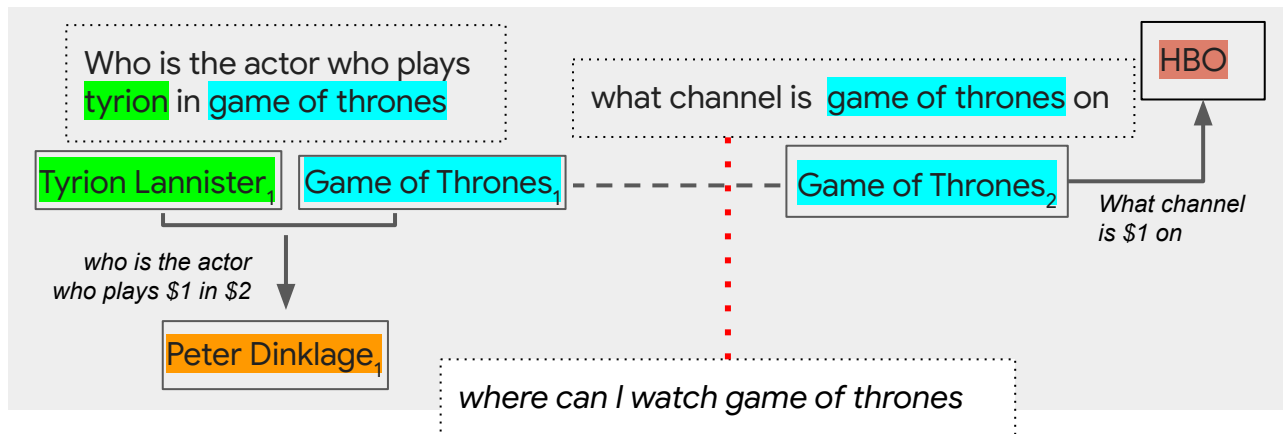 Who is the actor who plays
tyrion in game of thrones
what channel is game of thrones on
HBO
Tyrion Lannister1
Game of Thrones1
Game of Thrones2
What channel
is $1 on
who is the actor
who plays $1 in $2
Peter Dinklage1
where can I watch game of thrones